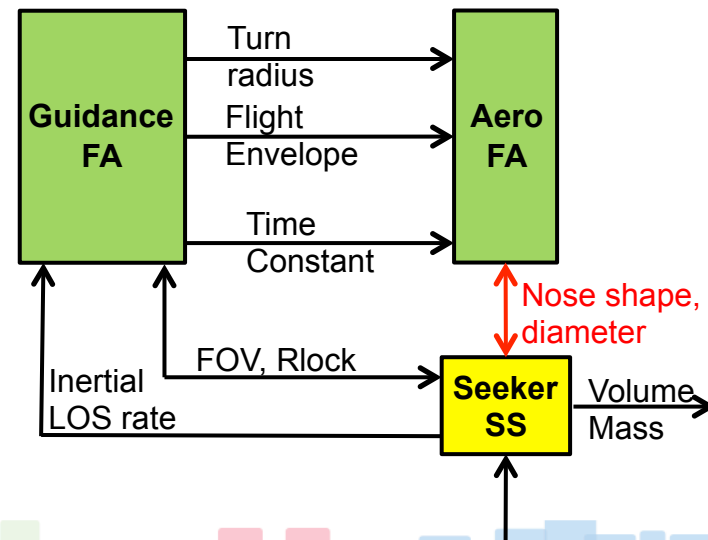 Turn
radius
Guidance
FA
Flight
Envelope
Aero
FA
Time
Constant
Nose shape,
diameter
FOV, Rlock
Inertial
LOS rate
Seeker
SS
Volume
Mass